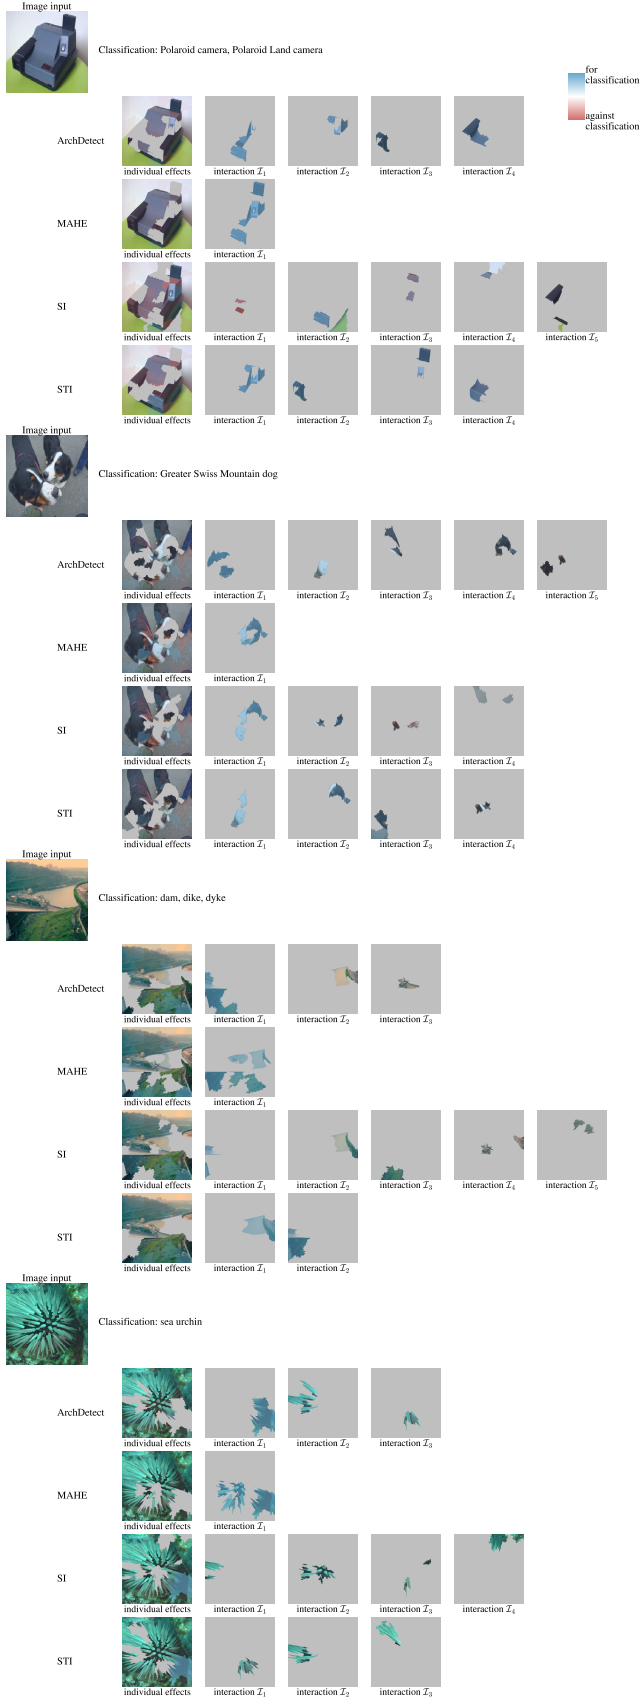 Image input
Classification: Polaroid camera, Polaroid Land camera
for
classification
against
classification
ArchDetect
individual effects interaction I₁ interaction I₂ interaction I₃ interaction I₄
MAHE
individual effects interaction I₁
SI
individual effects interaction I₁ interaction I₂ interaction I₃ interaction I₄ interaction I₅
STI
individual effects interaction I₁ interaction I₂ interaction I₃ interaction I₄
Image input
Classification: Greater Swiss Mountain dog
ArchDetect
individual effects interaction I₁ interaction I₂ interaction I₃ interaction I₄ interaction I₅
MAHE
individual effects interaction I₁
SI
individual effects interaction I₁ interaction I₂ interaction I₃ interaction I₄
STI
individual effects interaction I₁ interaction I₂ interaction I₃ interaction I₄
Image input
Classification: dam, dike, dyke
ArchDetect
individual effects interaction I₁ interaction I₂ interaction I₃
MAHE
individual effects interaction I₁
SI
individual effects interaction I₁ interaction I₂ interaction I₃ interaction I₄ interaction I₅
STI
individual effects interaction I₁ interaction I₂
Image input
Classification: sea urchin
ArchDetect
individual effects interaction I₁ interaction I₂ interaction I₃
MAHE
individual effects interaction I₁
SI
individual effects interaction I₁ interaction I₂ interaction I₃ interaction I₄
STI
individual effects interaction I₁ interaction I₂ interaction I₃